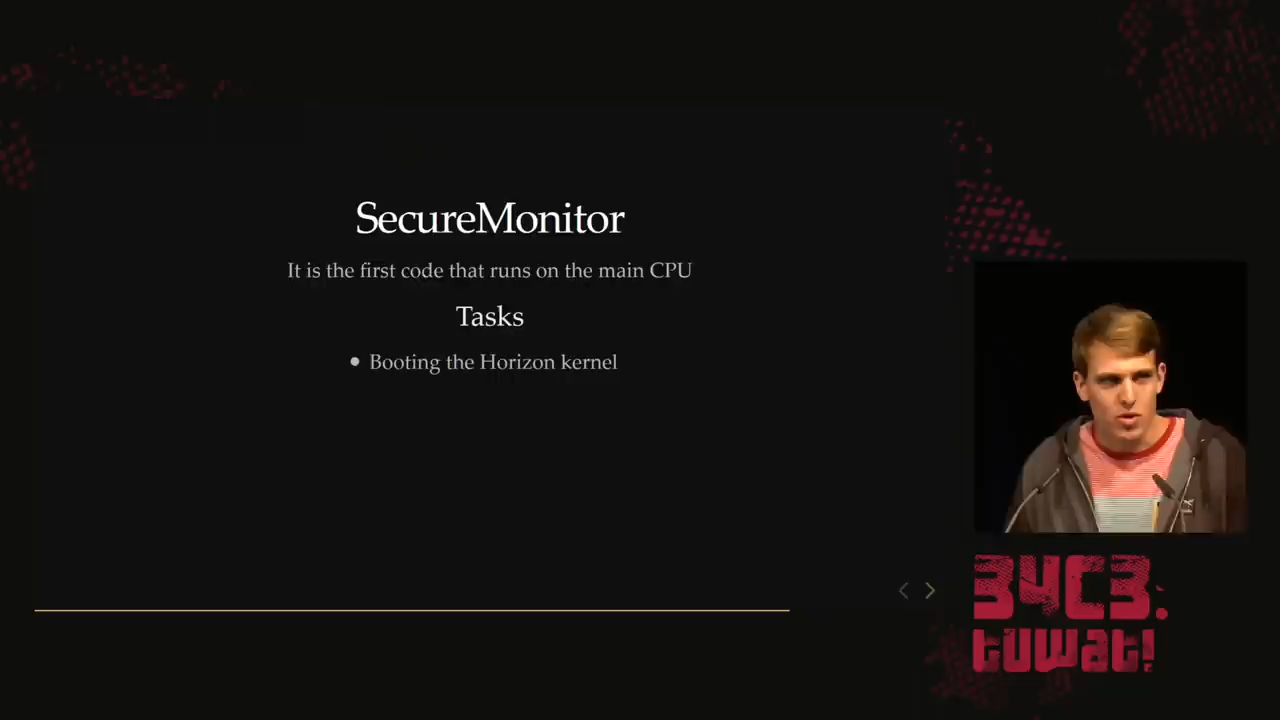 SecureMonitor
It is the first code that runs on the main CPU
Tasks
Booting the Horizon kernel
34C3.
tuwat!